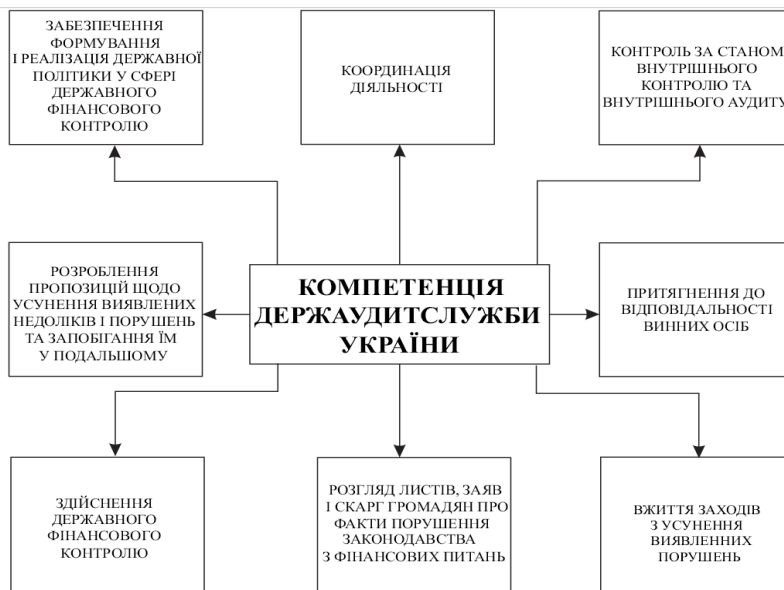 ЗАБЕЗПЕЧЕННЯ
ФОРМУВАННЯ
І РЕАЛІЗАЦІЯ ДЕРЖАВНОЇ
ПОЛІТИКИ У СФЕРІ
ДЕРЖАВНОГО
ФІНАНСОВОГО
КОНТРОЛЮ
КООРДИНАЦІЯ
ДІЯЛЬНОСТІ
КОНТРОЛЬ ЗА СТАНОМ
ВНУТРІШНЬОГО
КОНТРОЛЮ ТА
ВНУТРІШНЬОГО АУДИТУ
РОЗРОБЛЕННЯ
ПРОПОЗИЦІЙ ЩОДО
УСУНЕННЯ ВИЯВЛЕНИХ
НЕДОЛІКІВ І ПОРУШЕНЬ
ТА ЗАПОБІГАННЯ ЇМ
У ПОДАЛЬШОМУ
КОМПЕТЕНЦІЯ
ДЕРЖАУДИТСЛУЖБИ
УКРАЇНИ
ПРИТЯГНЕННЯ ДО
ВІДПОВІДАЛЬНОСТІ
ВИННИХ ОСІБ
ЗДІЙСНЕННЯ
ДЕРЖАВНОГО
ФІНАНСОВОГО
КОНТРОЛЮ
РОЗГЛЯД ЛИСТІВ, ЗАЯВ
І СКАРГ ГРОМАДЯН ПРО
ФАКТИ ПОРУШЕННЯ
ЗАКОНОДАВСТВА
З ФІНАНСОВИХ ПИТАНЬ
ВЖИТТЯ ЗАХОДІВ
З УСУНЕННЯ
ВИЯВЛЕННИХ
ПОРУШЕНЬ